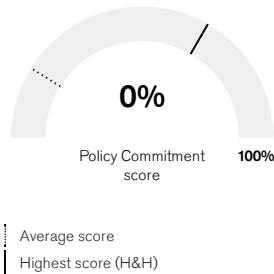 0%
Policy Commitment 100%
score
Average score
Highest score (H&H)